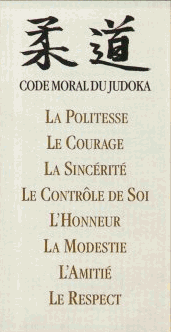 柔道
CODE MORAL DU JUDOKA
LA POLITESSE
LE COURAGE
LA SINCÉRITÉ
LE CONTRÔLE DE SOI
L'HONNEUR
LA MODESTIE
L'AMITIÉ
LE RESPECT